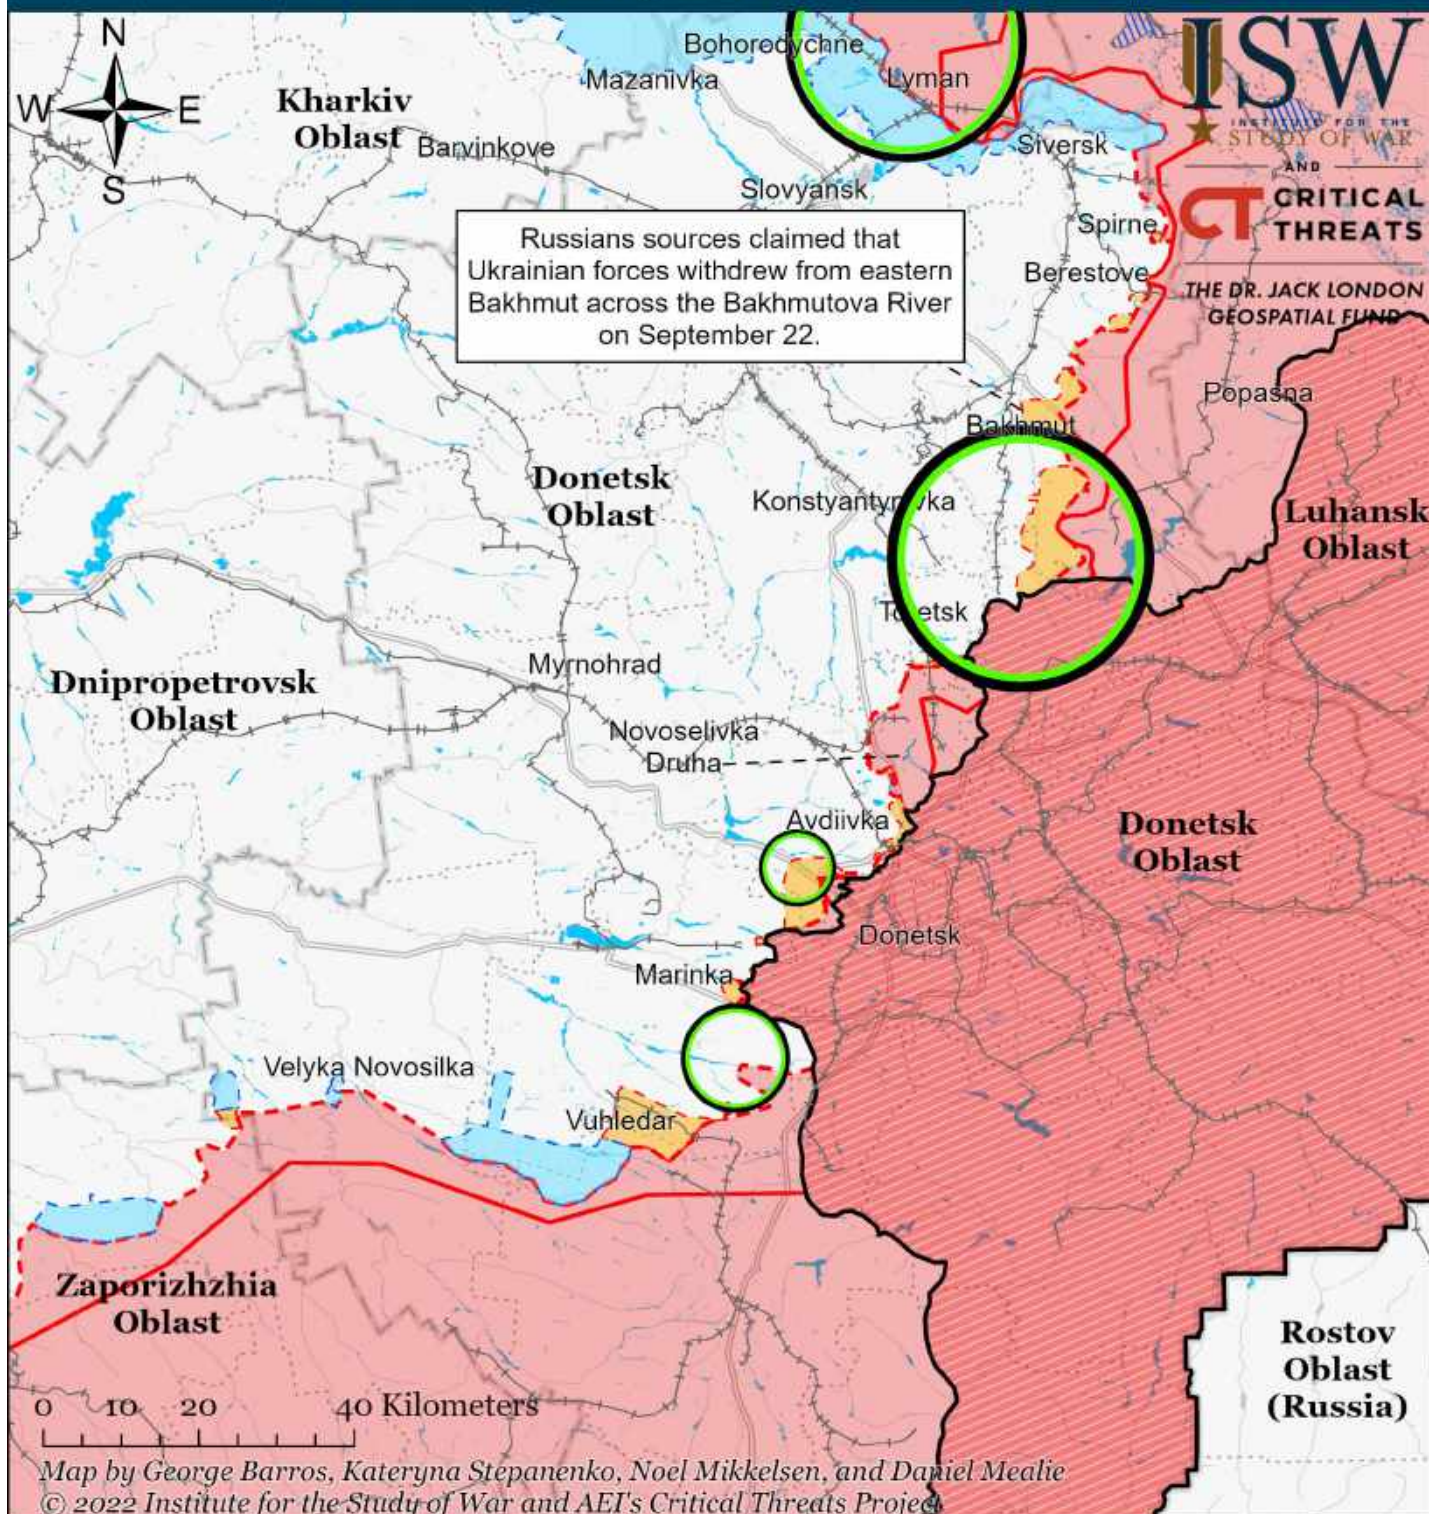 N
W E
S
Kharkiv
Oblast
Bohorodychne
Mazanivka
Lyman
Barvinkove
Siversk
Slovyansk
ISW
INSTITUTE FOR THE
STUDY OF WAR
AND
CT CRITICAL
THREATS
THE DR. JACK LONDON
GEOSPATIAL FUND
Spirne
Berestove
Russians sources claimed that
Ukrainian forces withdrew from eastern
Bakhmut across the Bakhmutova River
on September 22.
Popasna
Bakhmut
Donetsk
Oblast
Konstyantynivka
Luhansk
Oblast
Toretsk
Myrnohrad
Dnipropetrovsk
Oblast
Novoselivka
Druha
Avdiivka
Donetsk
Oblast
Donetsk
Marinka
Velyka Novosilka
Vuhledar
Zaporizhzhia
Oblast
Rostov
Oblast
(Russia)
0 10 20 40 Kilometers
Map by George Barros, Kateryna Stepanenko, Noel Mikkelsen, and Daniel Mealie
© 2022 Institute for the Study of War and AEI's Critical Threats Project